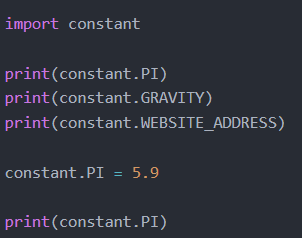 import constant
print(constant.PI)
print(constant.GRAVITY)
print(constant.WEBSITE_ADDRESS)
constant.PI = 5.9
print(constant.PI)